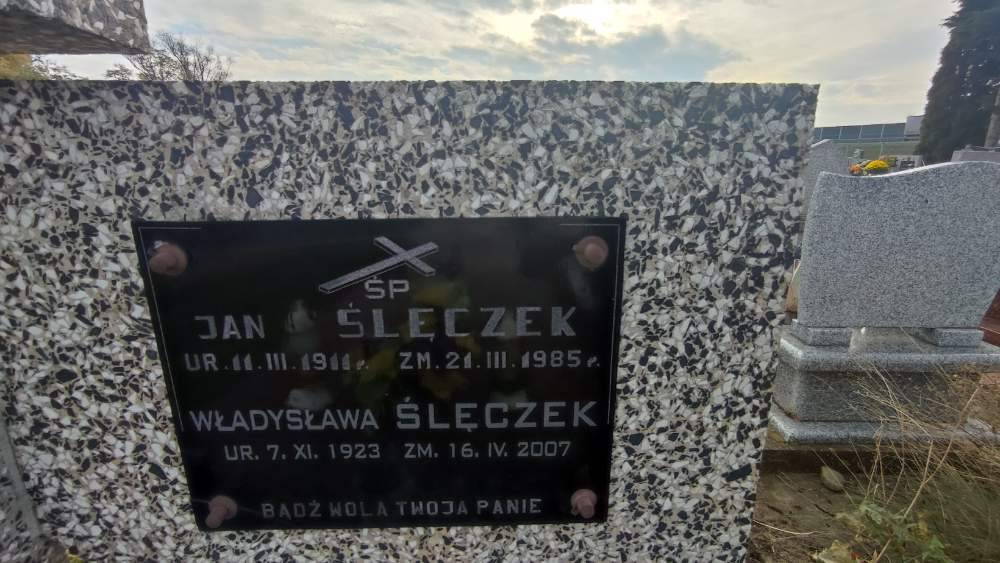 ŚP
JAN ŚLĘCZEK
UR. 11. III. 1911 r. ZM. 21. III. 1985 r.
WŁADYSŁAWA ŚLĘCZEK
UR. 7. XI. 1923 ZM. 16. IV. 2007
BĄDŹ WOLA TWOJA PANIE